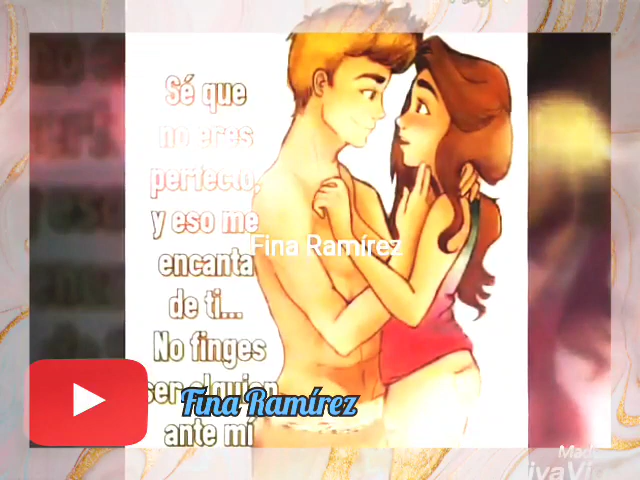 Sé que
no eres
perfecto,
y eso me
encanta
de ti...
No finges
ser alguien
ante mí
Fina Ramírez
Fina Ramírez